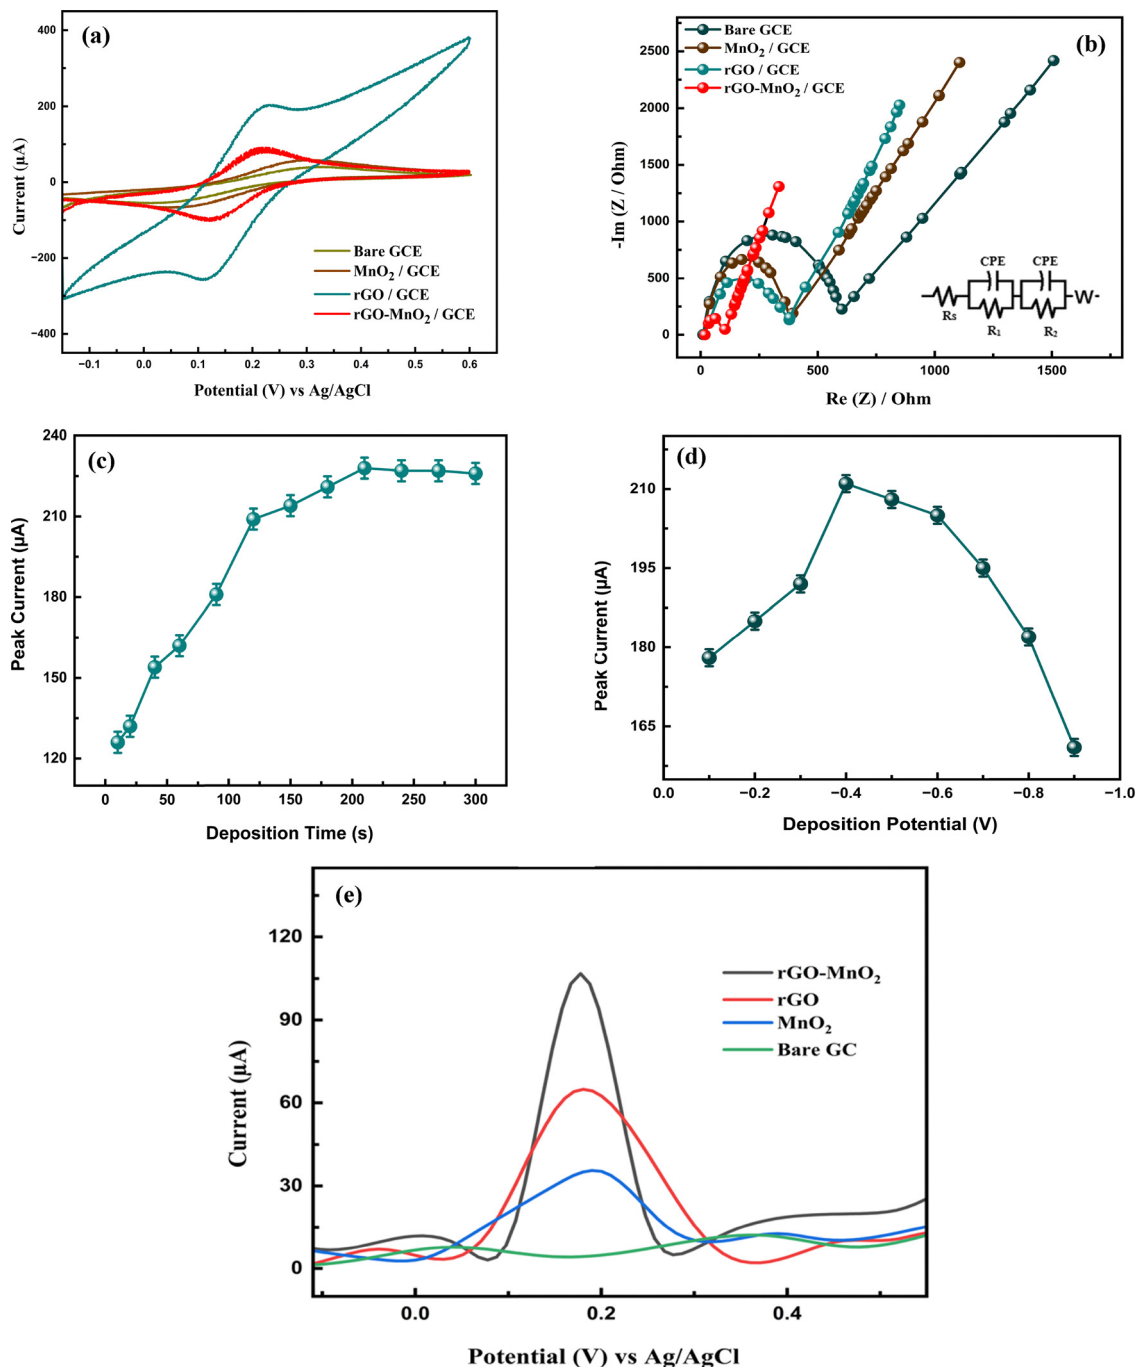 (a)
400
200
0
−200
−400
Current (µA)
Bare GCE
MnO₂ / GCE
rGO / GCE
rGO-MnO₂ / GCE
−0.1 0.0 0.1 0.2 0.3 0.4 0.5 0.6
Potential (V) vs Ag/AgCl
(b)
Bare GCE
MnO₂ / GCE
rGO / GCE
rGO-MnO₂ / GCE
2500
2000
1500
1000
500
0
-Im (Z / Ohm)
CPE CPE
Rs R₁ R₂ W
0 500 1000 1500
Re (Z) / Ohm
(c)
240
210
180
150
120
Peak Current (µA)
0 50 100 150 200 250 300
Deposition Time (s)
(d)
210
195
180
165
Peak Current (µA)
0.0 −0.2 −0.4 −0.6 −0.8 −1.0
Deposition Potential (V)
(e)
120
90
60
30
0
Current (µA)
rGO-MnO₂
rGO
MnO₂
Bare GC
0.0 0.2 0.4
Potential (V) vs Ag/AgCl